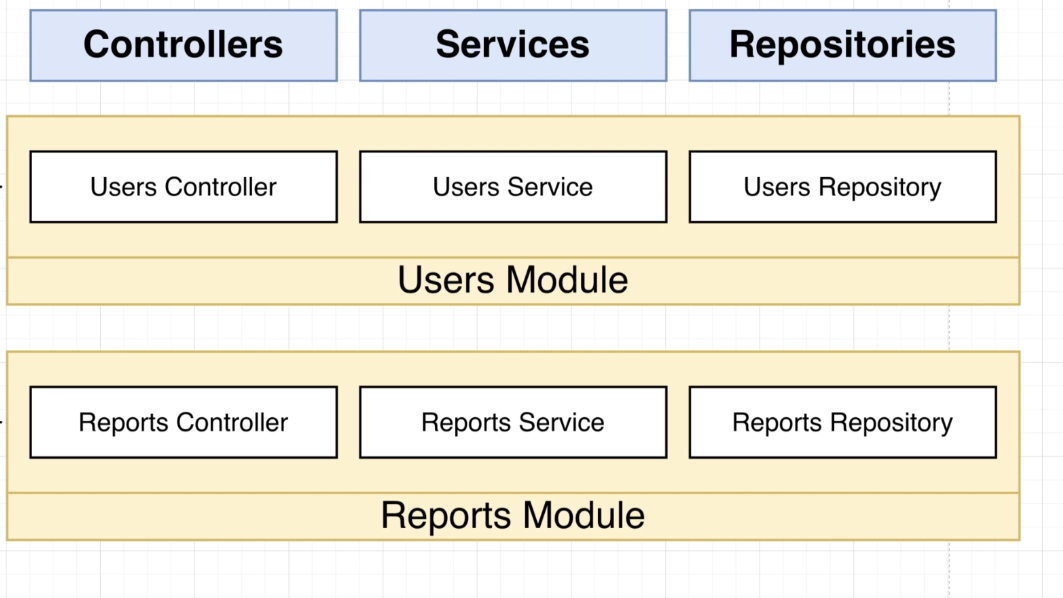 Controllers
Services
Repositories
Users Controller
Users Service
Users Repository
Users Module
Reports Controller
Reports Service
Reports Repository
Reports Module